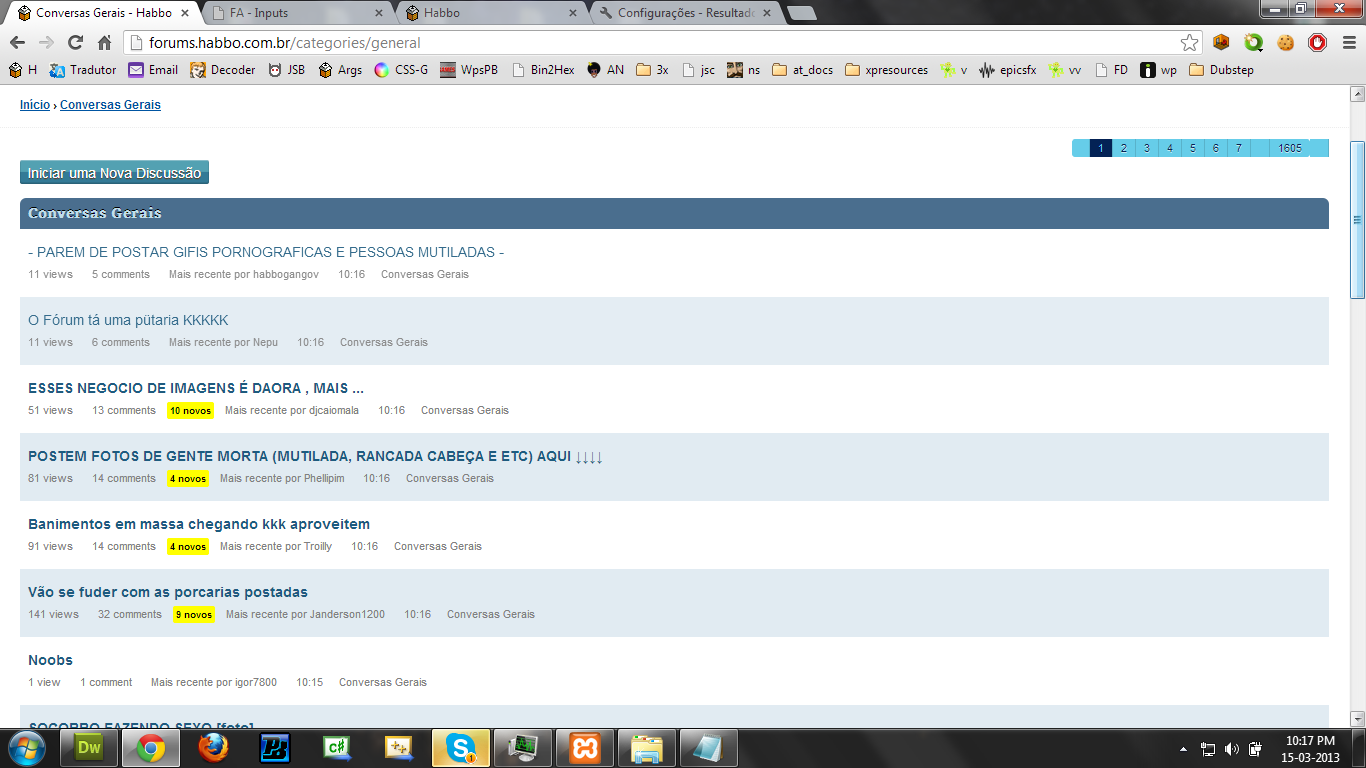 Conversas Gerais - Habbo
FA - Inputs
Habbo
Configurações - Resultado
forums.habbo.com.br/categories/general
H Tradutor Email Decoder JSB Args CSS-G WpsPB Bin2Hex AN 3x jsc ns at_docs xpresources v epicsfx vv FD wp Dubstep
Início › Conversas Gerais
1 2 3 4 5 6 7 1605
Iniciar uma Nova Discussão
Conversas Gerais
- PAREM DE POSTAR GIFIS PORNOGRAFICAS E PESSOAS MUTILADAS -
11 views 5 comments Mais recente por habbogangov 10:16 Conversas Gerais
O Fórum tá uma pütaria KKKKK
11 views 6 comments Mais recente por Nepu 10:16 Conversas Gerais
ESSES NEGOCIO DE IMAGENS É DAORA , MAIS ...
51 views 13 comments 10 novos Mais recente por djcaiomala 10:16 Conversas Gerais
POSTEM FOTOS DE GENTE MORTA (MUTILADA, RANCADA CABEÇA E ETC) AQUI ↓↓↓↓
81 views 14 comments 4 novos Mais recente por Phellipim 10:16 Conversas Gerais
Banimentos em massa chegando kkk aproveitem
91 views 14 comments 4 novos Mais recente por Troilly 10:16 Conversas Gerais
Vão se fuder com as porcarias postadas
141 views 32 comments 9 novos Mais recente por Janderson1200 10:16 Conversas Gerais
Noobs
1 view 1 comment Mais recente por igor7800 10:15 Conversas Gerais
SOCORRO FAZENDO SEXO [foto]
Dw
10:17 PM
15-03-2013